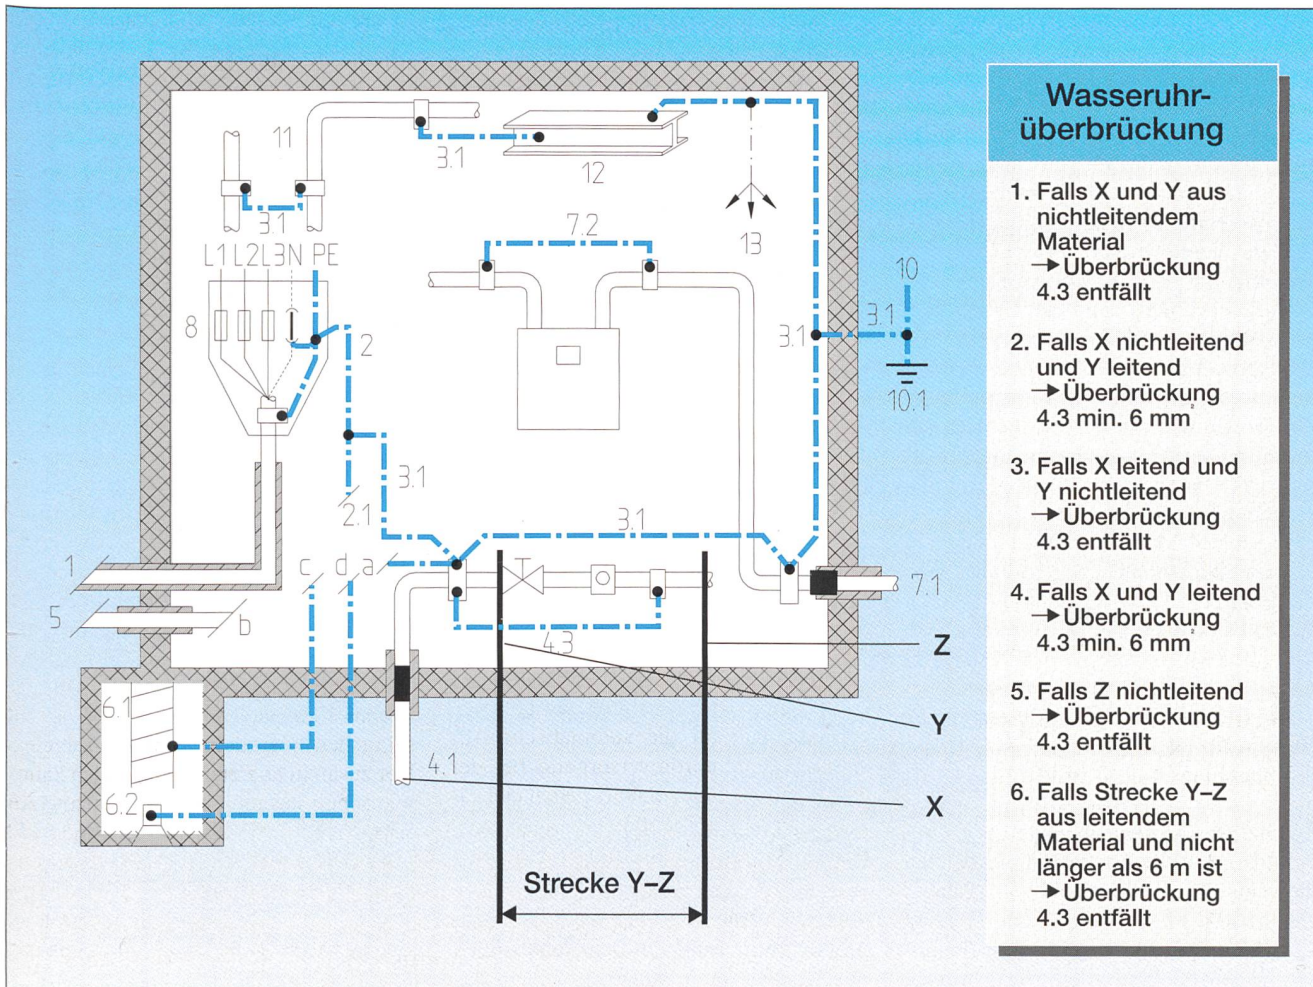 11
3.1
12
3.1
13
L1 L2 L3 N PE
7.2
10
8
2
3.1
3.1
10.1
3.1
2.1
3.1
1
c d a
7.1
5
b
4.3
Z
6.1
Y
4.1
6.2
X
Strecke Y–Z
Wasseruhr-
überbrückung
1. Falls X und Y aus
nichtleitendem
Material
→ Überbrückung
4.3 entfällt
2. Falls X nichtleitend
und Y leitend
→ Überbrückung
4.3 min. 6 mm²
3. Falls X leitend und
Y nichtleitend
→ Überbrückung
4.3 entfällt
4. Falls X und Y leitend
→ Überbrückung
4.3 min. 6 mm²
5. Falls Z nichtleitend
→ Überbrückung
4.3 entfällt
6. Falls Strecke Y–Z
aus leitendem
Material und nicht
länger als 6 m ist
→ Überbrückung
4.3 entfällt